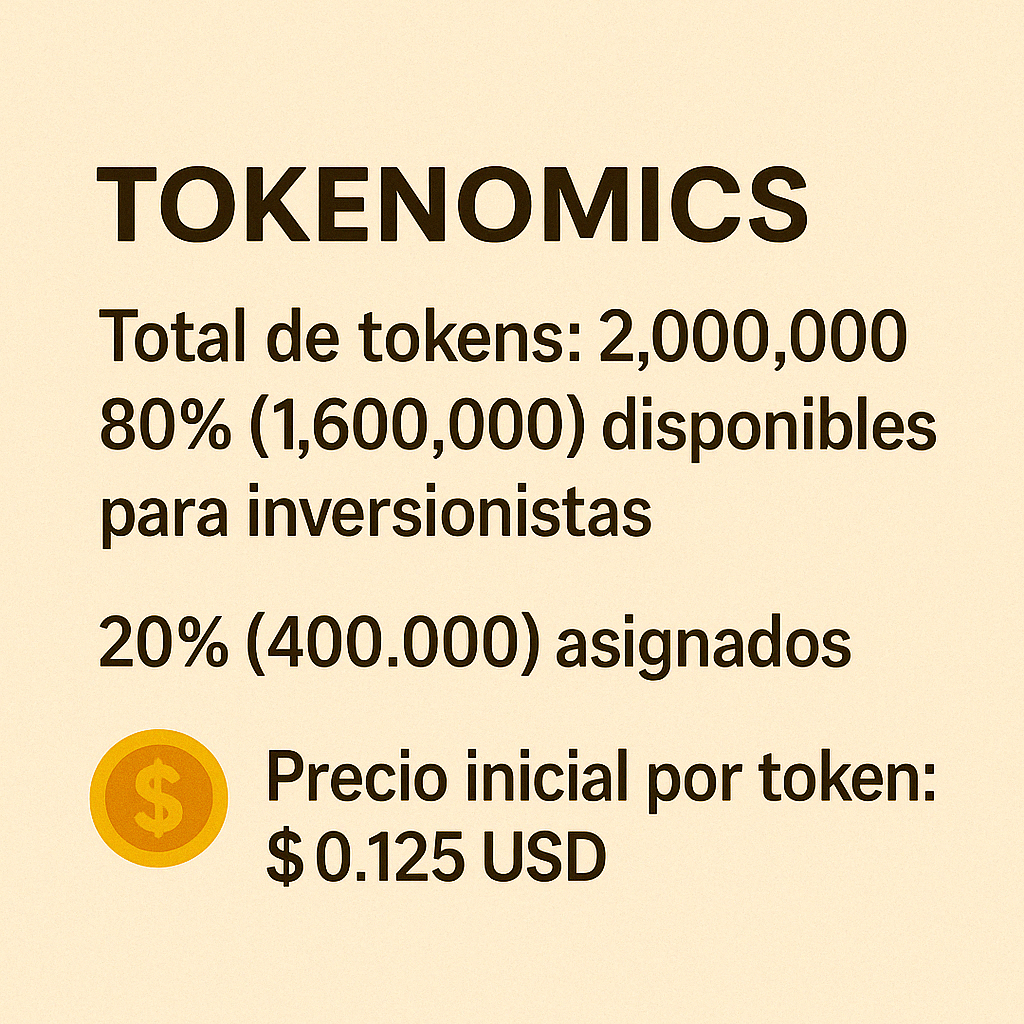 TOKENOMICS
Total de tokens: 2,000,000
80% (1,600,000) disponibles
para inversionistas
20% (400.000) asignados
$
Precio inicial por token:
$ 0.125 USD